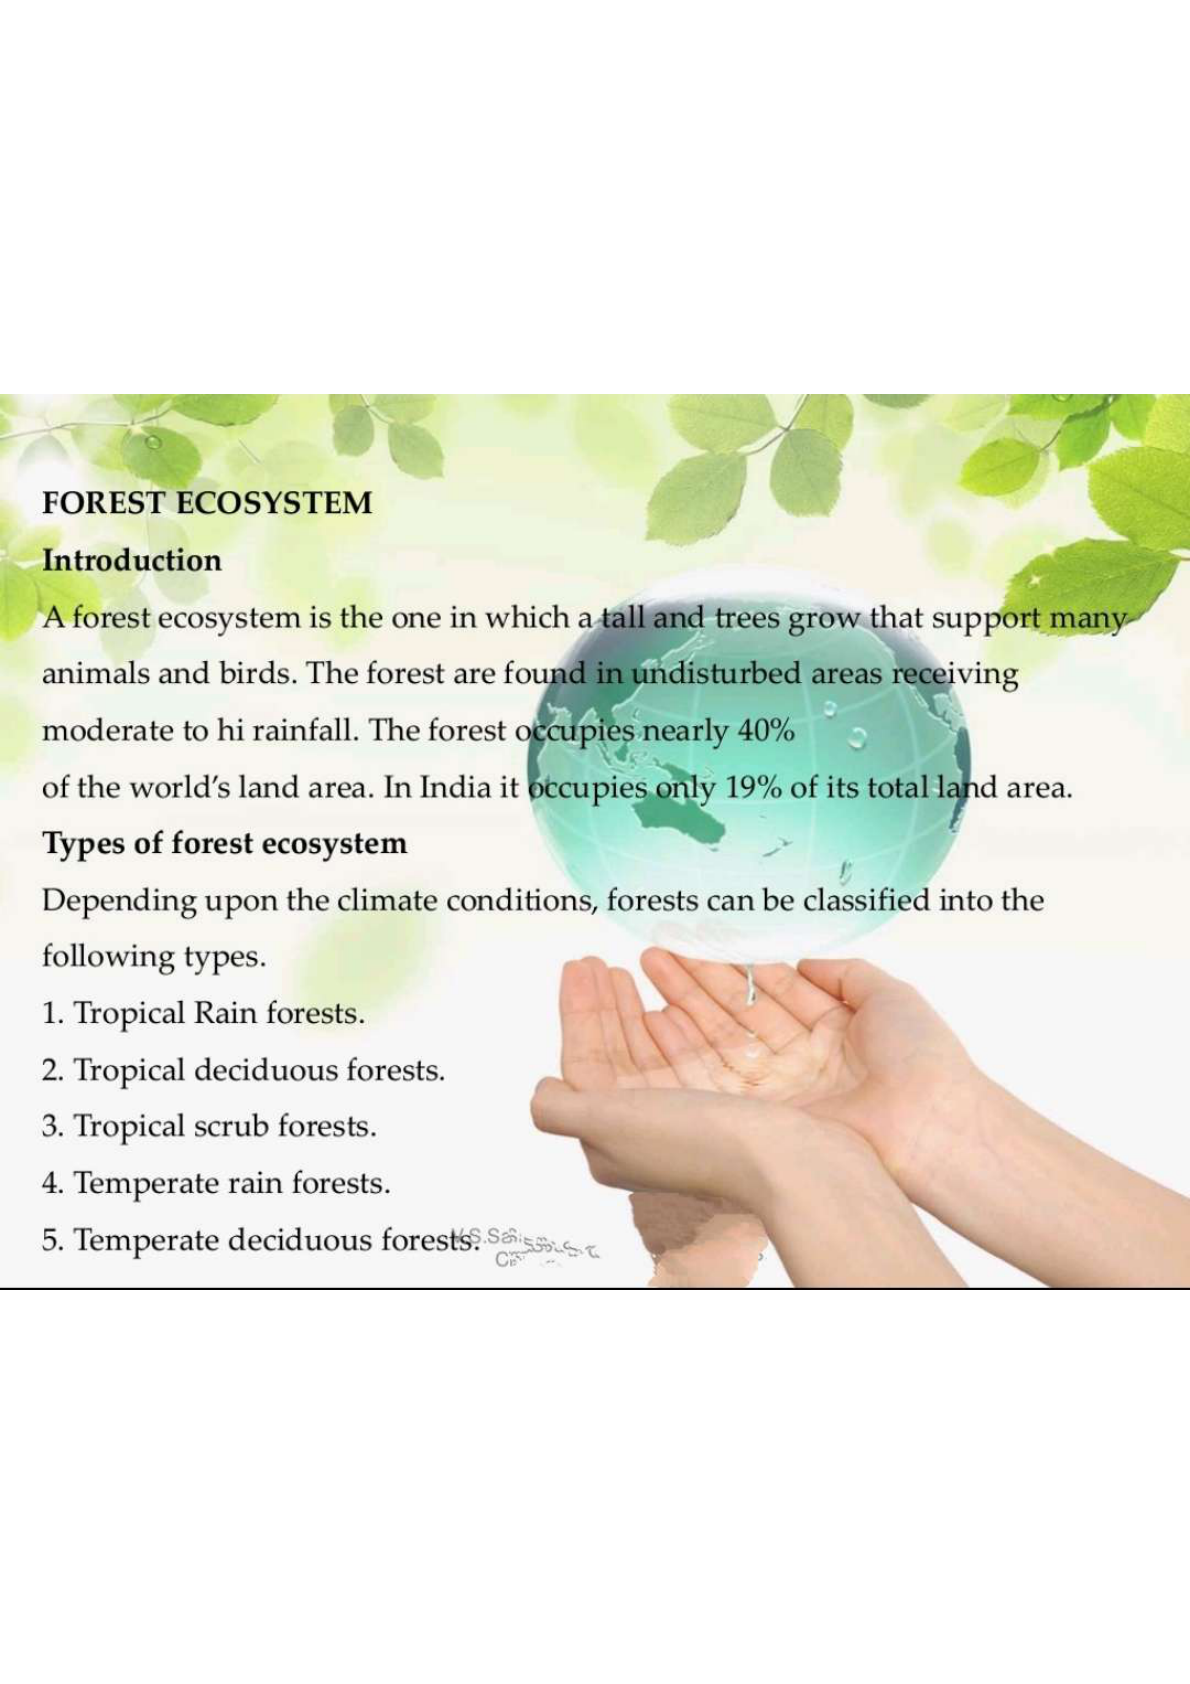 FOREST ECOSYSTEM
Introduction
A forest ecosystem is the one in which a tall and trees grow that support many
animals and birds. The forest are found in undisturbed areas receiving
moderate to hi rainfall. The forest occupies nearly 40%
of the world's land area. In India it occupies only 19% of its total land area.
Types of forest ecosystem
Depending upon the climate conditions, forests can be classified into the
following types.
1. Tropical Rain forests.
2. Tropical deciduous forests.
3. Tropical scrub forests.
4. Temperate rain forests.
5. Temperate deciduous forests.